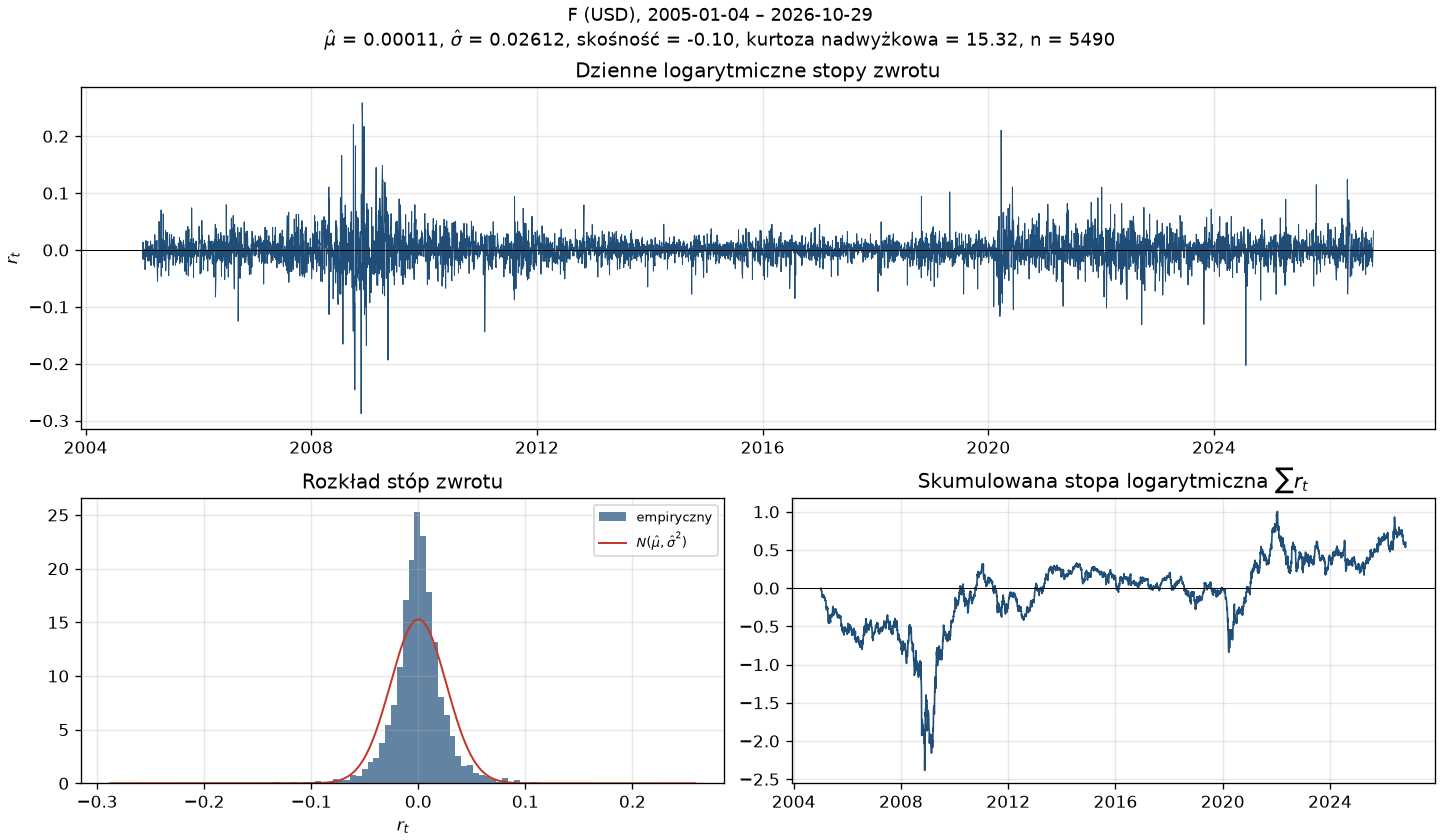 F (USD), 2005-01-04 – 2026-10-29
μ̂ = 0.00011, σ̂ = 0.02612, skośność = -0.10, kurtoza nadwyżkowa = 15.32, n = 5490
Dzienne logarytmiczne stopy zwrotu
0.2
0.1
0.0
−0.1
−0.2
−0.3
r_t
2004 2008 2012 2016 2020 2024
Rozkład stóp zwrotu
25
20
15
10
5
0
empiryczny
N(μ̂, σ̂²)
−0.3 −0.2 −0.1 0.0 0.1 0.2
r_t
Skumulowana stopa logarytmiczna ∑r_t
1.0
0.5
0.0
−0.5
−1.0
−1.5
−2.0
−2.5
2004 2008 2012 2016 2020 2024